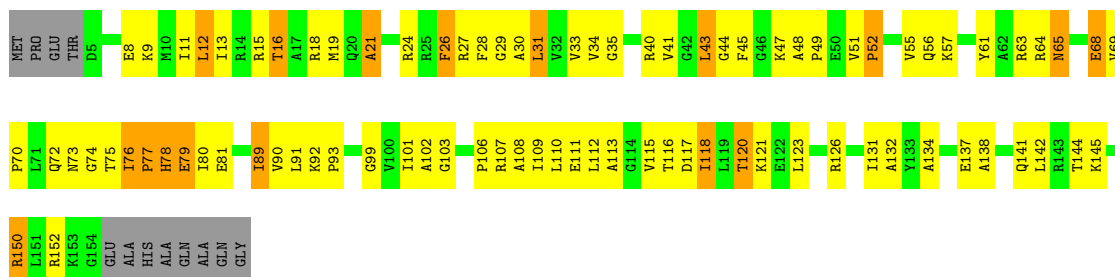 MET PRO GLU THR D5 E8 K9 M10 I11 L12 I13 R14 R15 T16 A17 R18 M19 Q20 A21 R24 R25 F26 R27 F28 G29 A30 L31 V32 V33 V34 G35 R40 V41 G42 L43 G44 F45 G46 K47 A48 P49 E50 V51 P52 V55 Q56 K57 Y61 A62 R63 R64 N65 E68 V69
P70 L71 Q72 N73 G74 T75 I76 P77 H78 E79 I80 E81 I89 V90 L91 K92 P93 G99 V100 I101 A102 G103 P106 R107 A108 I109 L110 E111 L112 A113 G114 V115 T116 D117 I118 L119 T120 K121 E122 L123 R126 I131 A132 Y133 A134 E137 A138 Q141 L142 R143 T144 K145
R150 L151 R152 K153 G154 GLU ALA HIS ALA GLN ALA GLN GLY